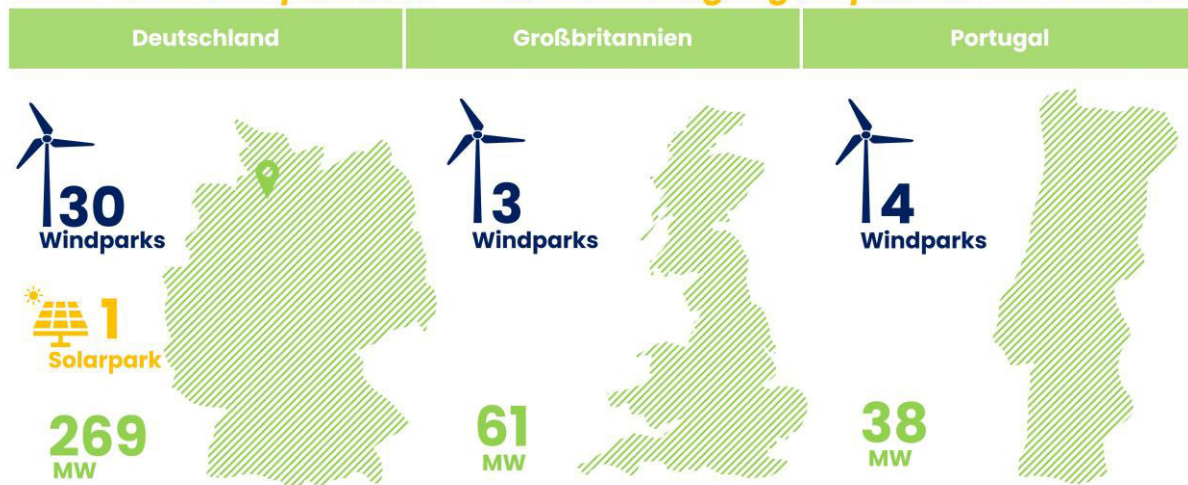 Deutschland
Großbritannien
Portugal
30
Windparks
1
Solarpark
269
MW
3
Windparks
61
MW
4
Windparks
38
MW